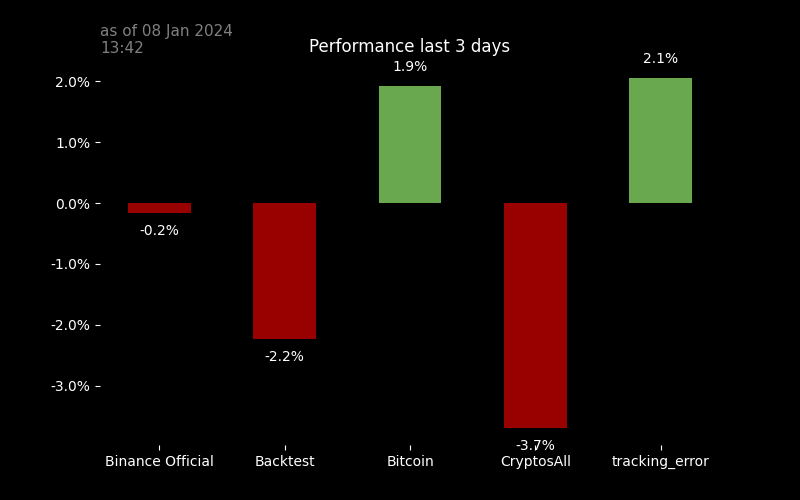 as of 08 Jan 2024
13:42
Performance last 3 days
1.9%
2.1%
2.0%
1.0%
0.0%
-0.2%
-1.0%
-2.0%
-2.2%
-3.0%
-3.7%
Binance Official
Backtest
Bitcoin
CryptosAll
tracking_error